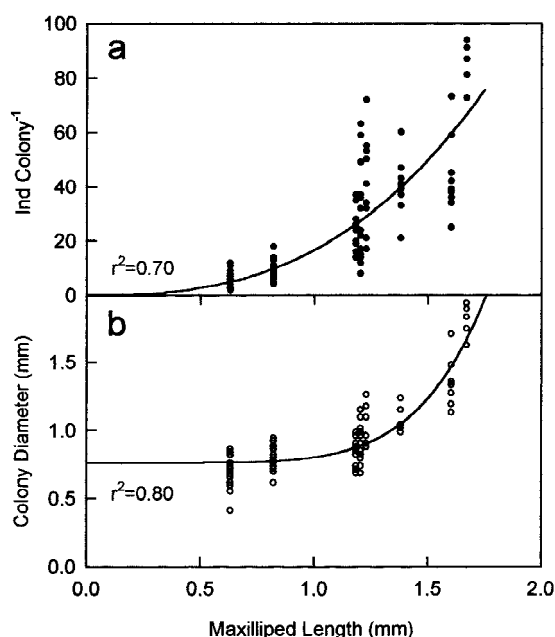 a
100
80
60
40
20
0
Ind Colony-1
r2=0.70
b
1.5
1.0
0.5
0.0
Colony Diameter (mm)
r2=0.80
0.0 0.5 1.0 1.5 2.0
Maxilliped Length (mm)